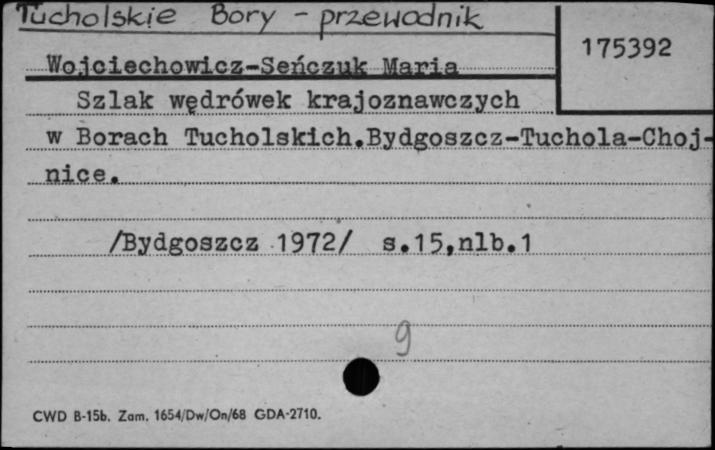 Tucholskie Bory - przewodnik
175392
Wojciechowicz-Seńczuk Maria
Szlak wędrówek krajoznawczych
w Borach Tucholskich.Bydgoszcz-Tuchola-Choj-
nice.
/Bydgoszcz 1972/ s.15,nlb.1
9
CWD B-15b. Zam. 1654/Dw/On/68 GDA-2710.